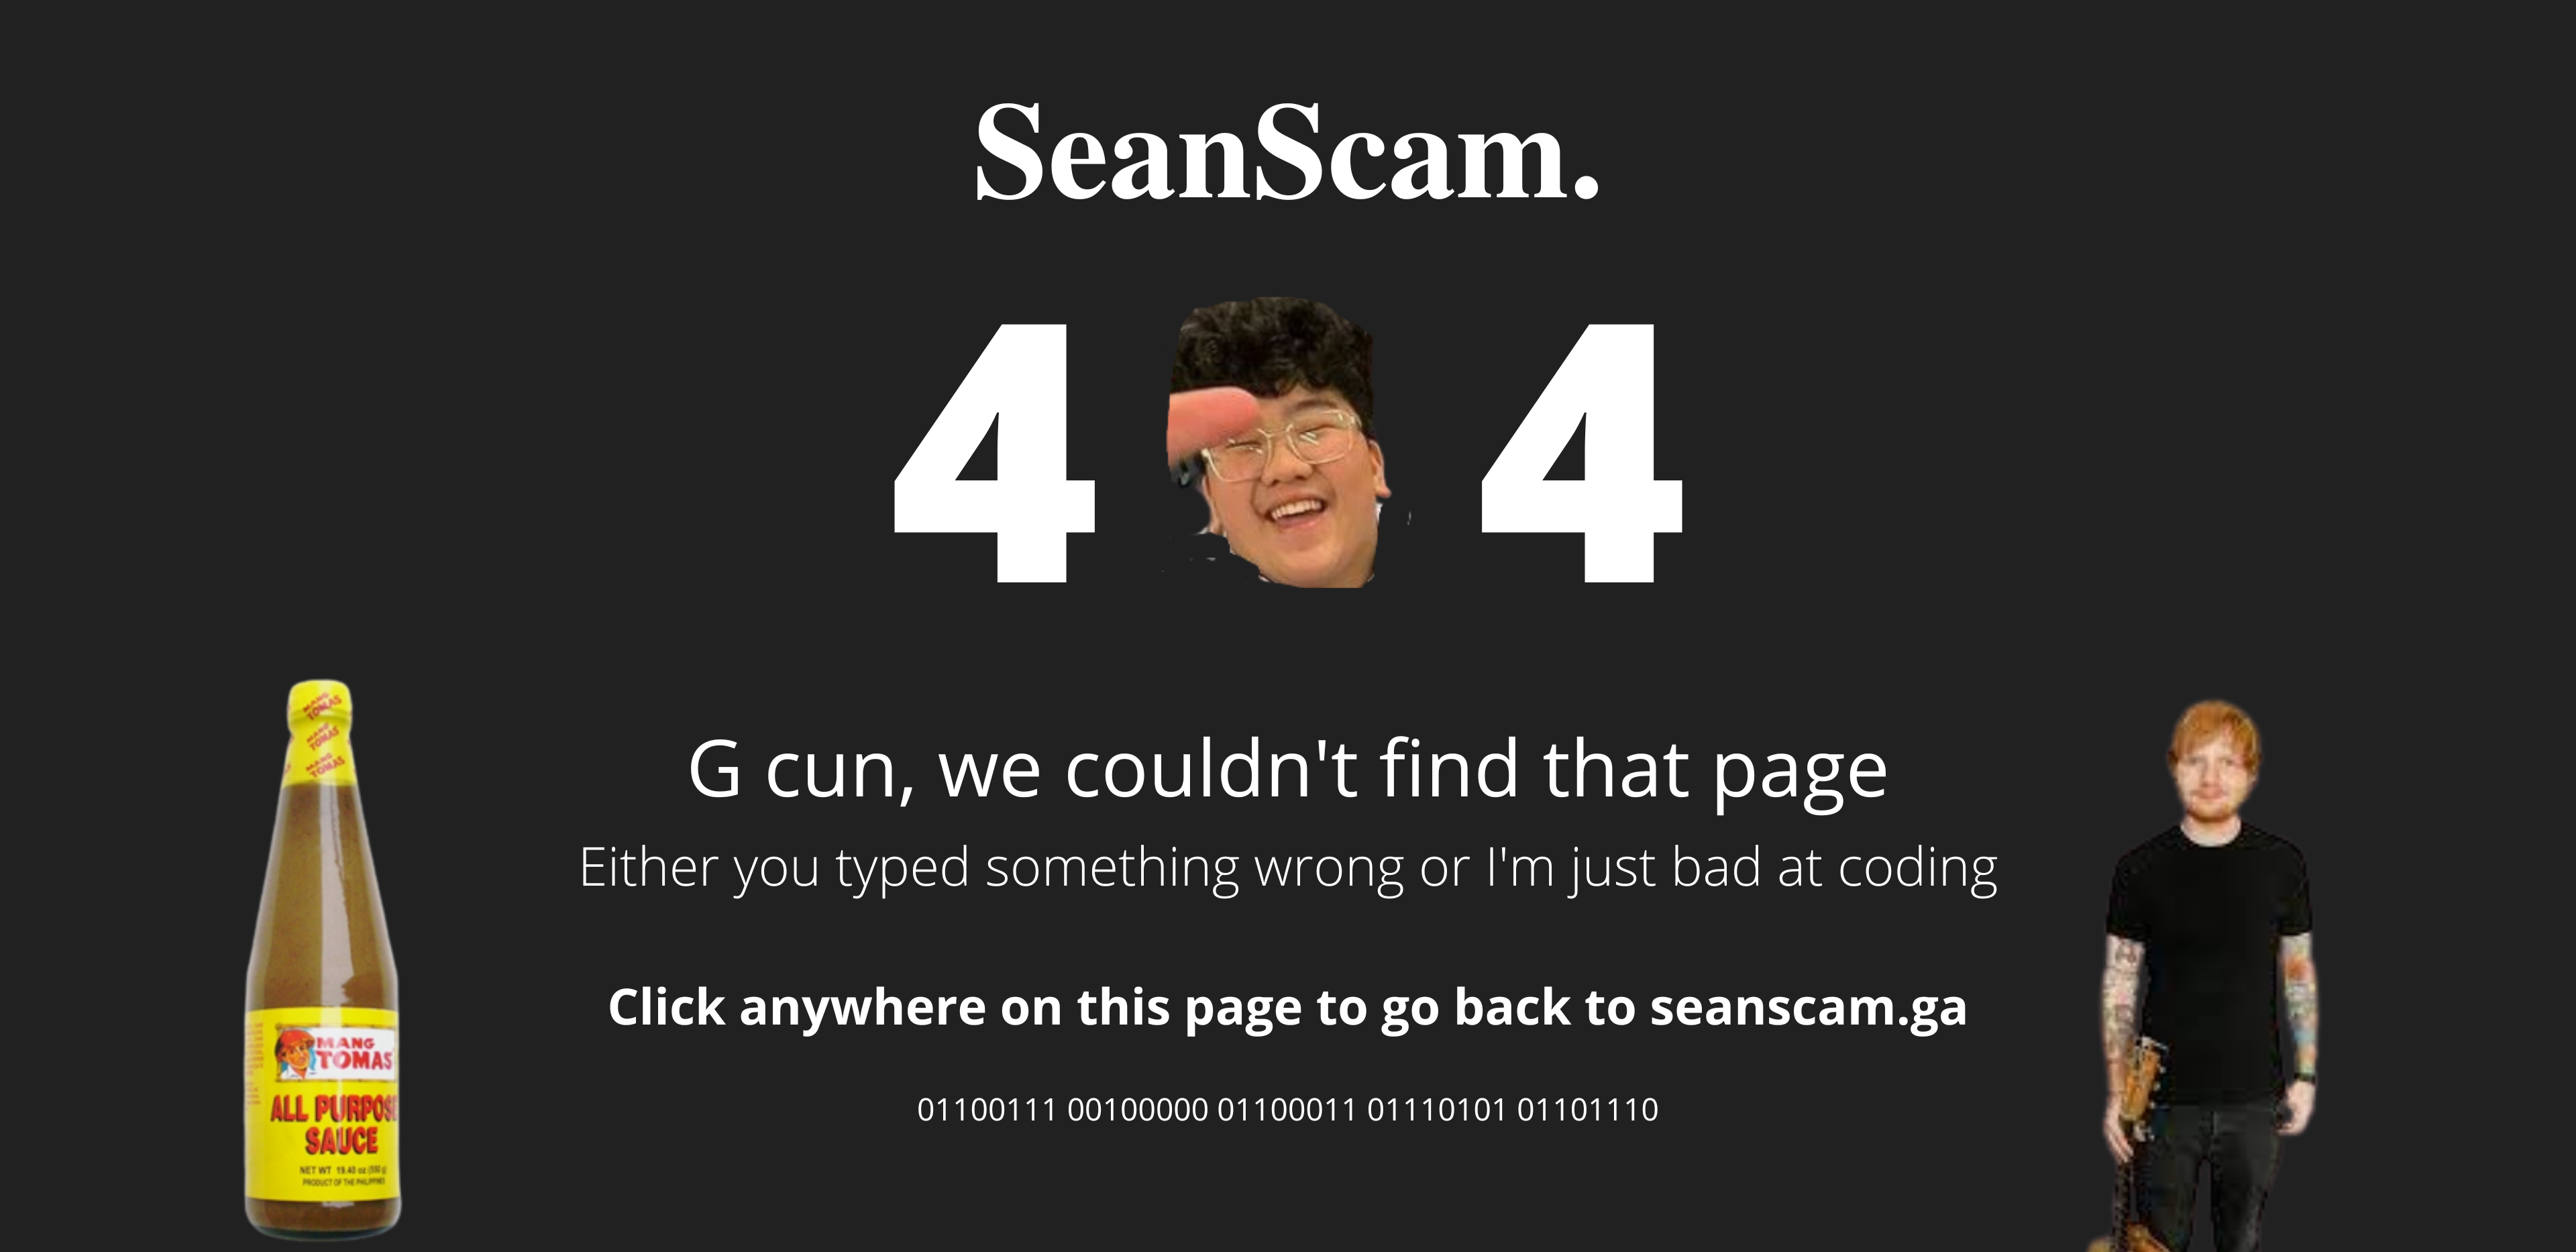 SeanScam.
4 4
G cun, we couldn't find that page
Either you typed something wrong or I'm just bad at coding
Click anywhere on this page to go back to seanscam.ga
01100111 00100000 01100011 01110101 01101110
MANG TOMAS
MANG TOMAS
MANG TOMAS
MANG
TOMAS
ALL PURPOSE
SAUCE
NET WT 19.40 oz (550 g)
PRODUCT OF THE PHILIPPINES